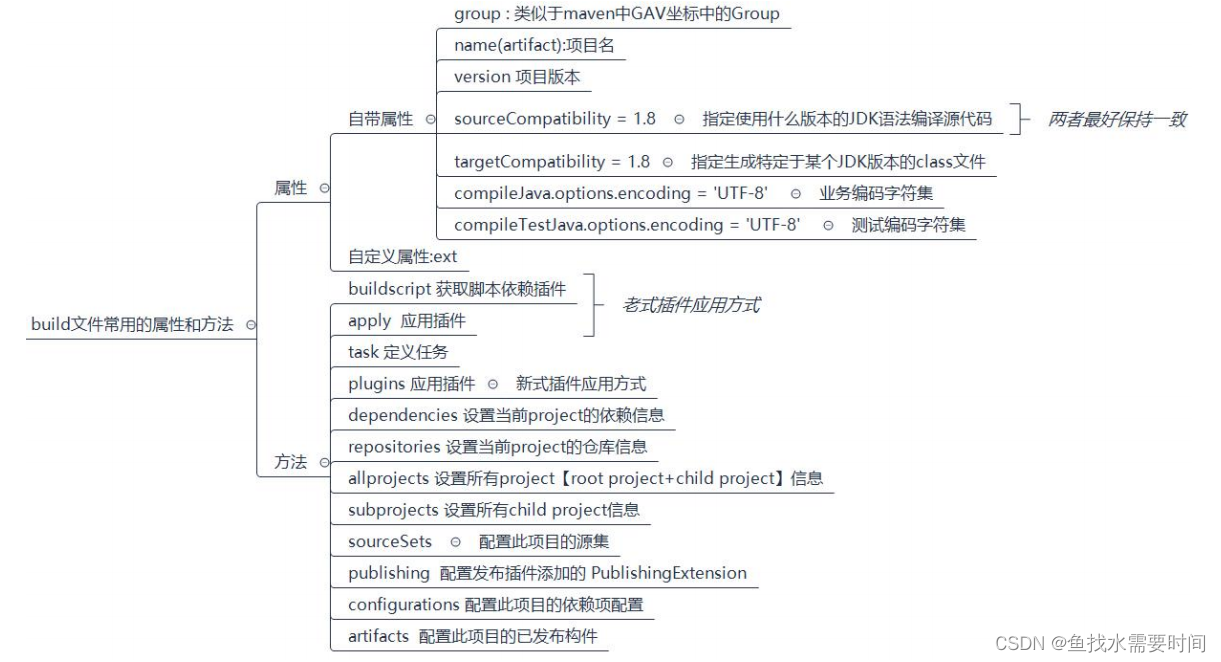 group : 类似于maven中GAV坐标中的Group
name(artifact):项目名
version 项目版本
自带属性
sourceCompatibility = 1.8 指定使用什么版本的JDK语法编译源代码 两者最好保持一致
targetCompatibility = 1.8 指定生成特定于某个JDK版本的class文件
属性
compileJava.options.encoding = 'UTF-8' 业务编码字符集
compileTestJava.options.encoding = 'UTF-8' 测试编码字符集
自定义属性:ext
buildscript 获取脚本依赖插件
老式插件应用方式
build文件常用的属性和方法
apply 应用插件
task 定义任务
plugins 应用插件 新式插件应用方式
dependencies 设置当前project的依赖信息
repositories 设置当前project的仓库信息
方法
allprojects 设置所有project【root project+child project】信息
subprojects 设置所有child project信息
sourceSets 配置此项目的源集
publishing 配置发布插件添加的 PublishingExtension
configurations 配置此项目的依赖项配置
artifacts 配置此项目的已发布构件
CSDN @鱼找水需要时间